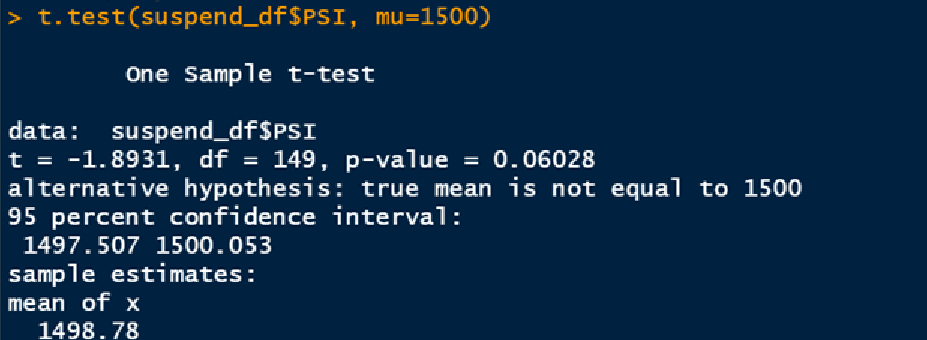 > t.test(suspend_df$PSI, mu=1500)
One Sample t-test
data:  suspend_df$PSI
t = -1.8931, df = 149, p-value = 0.06028
alternative hypothesis: true mean is not equal to 1500
95 percent confidence interval:
1497.507 1500.053
sample estimates:
mean of x
1498.78